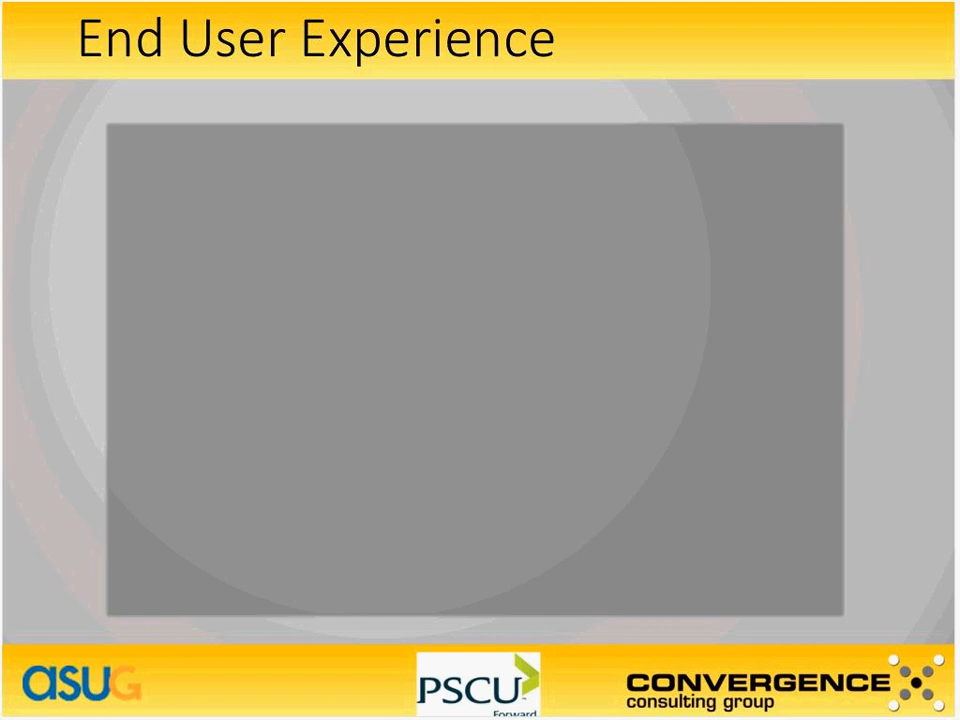 End User Experience
asuG
PSCU
Forward
CONVERGENCE
consulting group